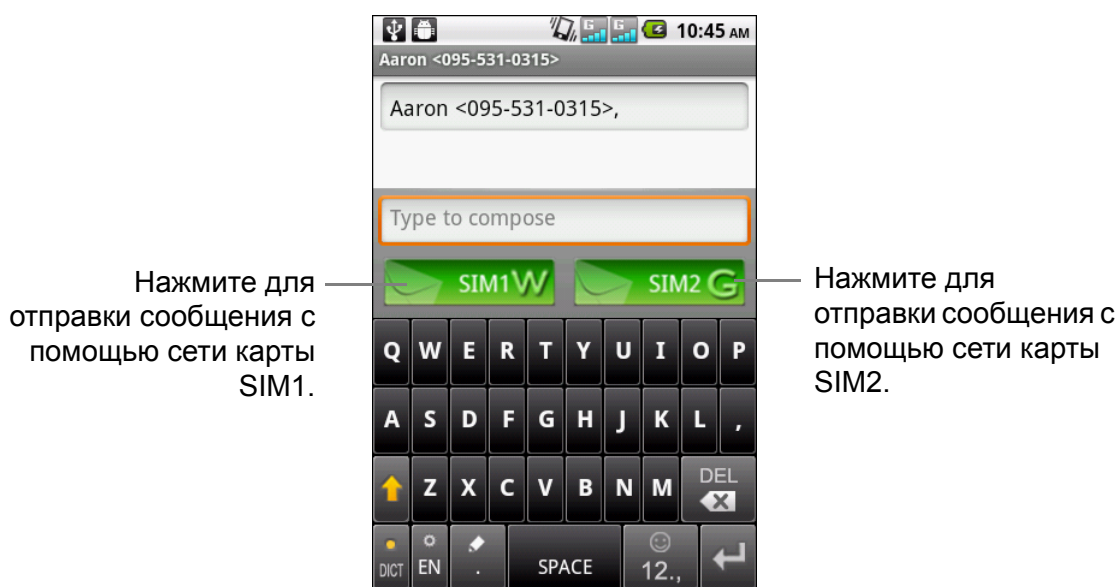 10:45 AM
Aaron <095-531-0315>
Aaron <095-531-0315>,
Type to compose
SIM1 W
SIM2 G
Нажмите для
отправки сообщения с
помощью сети карты
SIM1.
Нажмите для
отправки сообщения с
помощью сети карты
SIM2.
Q W E R T Y U I O P
A S D F G H J K L ,
Z X C V B N M DEL
DICT EN . SPACE 12.,